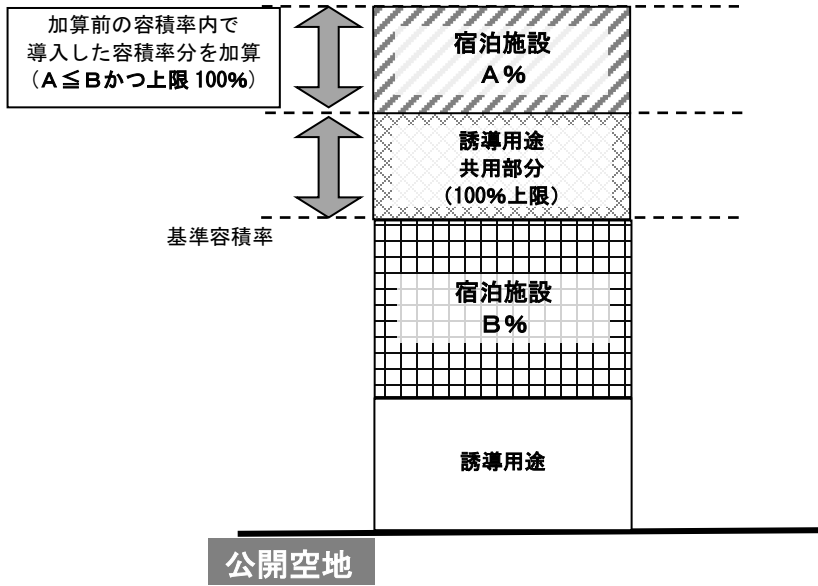 加算前の容積率内で
導入した容積率分を加算
（Ａ≦Ｂかつ上限 100%）
宿泊施設
Ａ％
誘導用途
共用部分
（100%上限）
基準容積率
宿泊施設
Ｂ％
誘導用途
公開空地